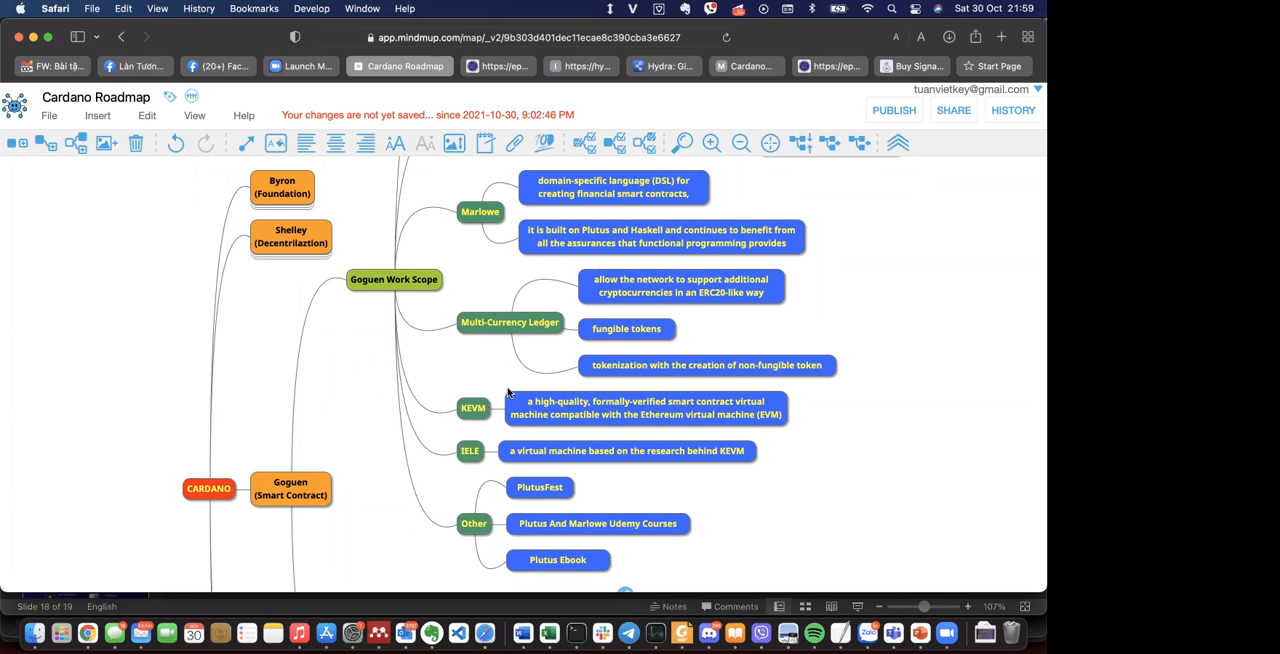 Safari File Edit View History Bookmarks Develop Window Help Sat 30 Oct 21:59
app.mindmup.com/map/_v2/9b303d401dec11ecae8c390cba3e6627
FW: Bài tậ... Làn Tươn... (20+) Fac... Launch M... Cardano Roadmap https://ep... https://hy... Hydra: Gi... Cardano... https://ep... Buy Signa... Start Page
tuanvietkey@gmail.com
Cardano Roadmap
File Insert Edit View Help Your changes are not yet saved... since 2021-10-30, 9:02:46 PM
PUBLISH SHARE HISTORY
Byron
(Foundation)
Shelley
(Decentrilaztion)
Goguen Work Scope
Marlowe
domain-specific language (DSL) for
creating financial smart contracts,
it is built on Plutus and Haskell and continues to benefit from
all the assurances that functional programming provides
Multi-Currency Ledger
allow the network to support additional
cryptocurrencies in an ERC20-like way
fungible tokens
tokenization with the creation of non-fungible token
KEVM
a high-quality, formally-verified smart contract virtual
machine compatible with the Ethereum virtual machine (EVM)
IELE
a virtual machine based on the research behind KEVM
CARDANO
Goguen
(Smart Contract)
Other
PlutusFest
Plutus And Marlowe Udemy Courses
Plutus Ebook
Slide 18 of 19 English Notes Comments 107%